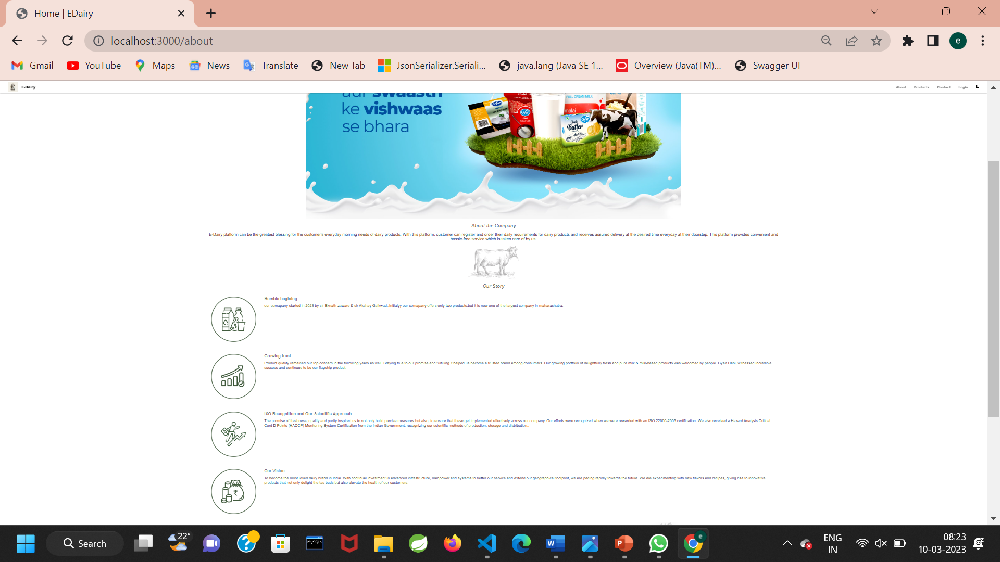 Home | EDairy
localhost:3000/about
Gmail YouTube Maps News Translate New Tab JsonSerializer.Seriali... java.lang (Java SE 1... Overview (Java(TM)... Swagger UI
E-Dairy About Products Contact Login
aur swaasth
ke vishwaas
se bhara
FULL CREAM MILK
malai
Gyan
Gyan
Classic Gyan
Butter
About the Company
E-Dairy platform can be the greatest blessing for the customer's everyday morning needs of dairy products. With this platform, customer can register and order their daily requirements for dairy products and receives assured delivery at the desired time everyday at their doorstep. This platform provides convenient and
hassle-free service which is taken care of by us.
Our Story
Humble begining
our comapany started in 2023 by sir Eknath zaware & sir Akshay Gaikwad..Initialyy our comapany offers only two products.but it is now one of the largest company in maharashatra.
Growing trust
Product quality remained our top concern in the following years as well. Staying true to our promise and fulfilling it helped us become a trusted brand among consumers. Our growing portfolio of delightfully fresh and pure milk & milk-based products was welcomed by people. Gyan Dahi, witnessed incredible
success and continues to be our flagship product.
ISO Recognition and Our Scientific Approach
The promise of freshness, quality and purity inspired us to not only build precise measures but also, to ensure that these get implemented effectively across our company. Our efforts were recognized when we were rewarded with an ISO 22000-2005 certification. We also received a Hazard Analysis Critical
Cont D Points (HACCP) Monitoring System Certification from the Indian Government, recognizing our scientific methods of production, storage and distribution..
Our Vision
To become the most loved dairy brand in India. With continual investment in advanced infrastructure, manpower and systems to better our service and extend our geographical footprint, we are pacing rapidly towards the future. We are experimenting with new flavors and recipes, giving rise to innovative
products that not only delight the tas buds but also elevate the health of our customers.
Search
22°
MySQL>
ENG
IN
08:23
10-03-2023